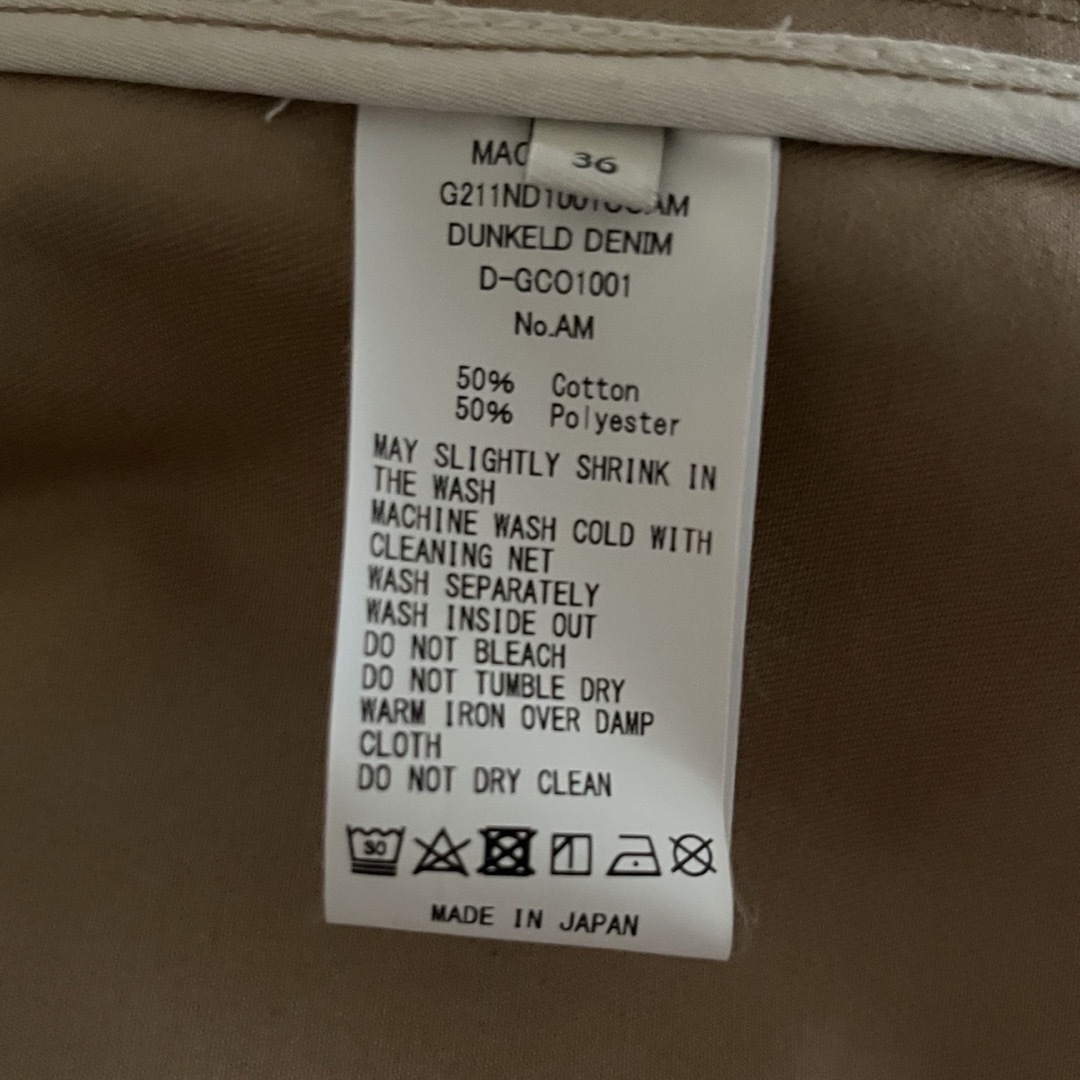 36
DUNKELD DENIM
D-GCO1001
No.AM
50% Cotton
50% Polyester
MAY SLIGHTLY SHRINK IN
THE WASH
MACHINE WASH COLD WITH
CLEANING NET
WASH SEPARATELY
WASH INSIDE OUT
DO NOT BLEACH
DO NOT TUMBLE DRY
WARM IRON OVER DAMP
CLOTH
DO NOT DRY CLEAN
MADE IN JAPAN